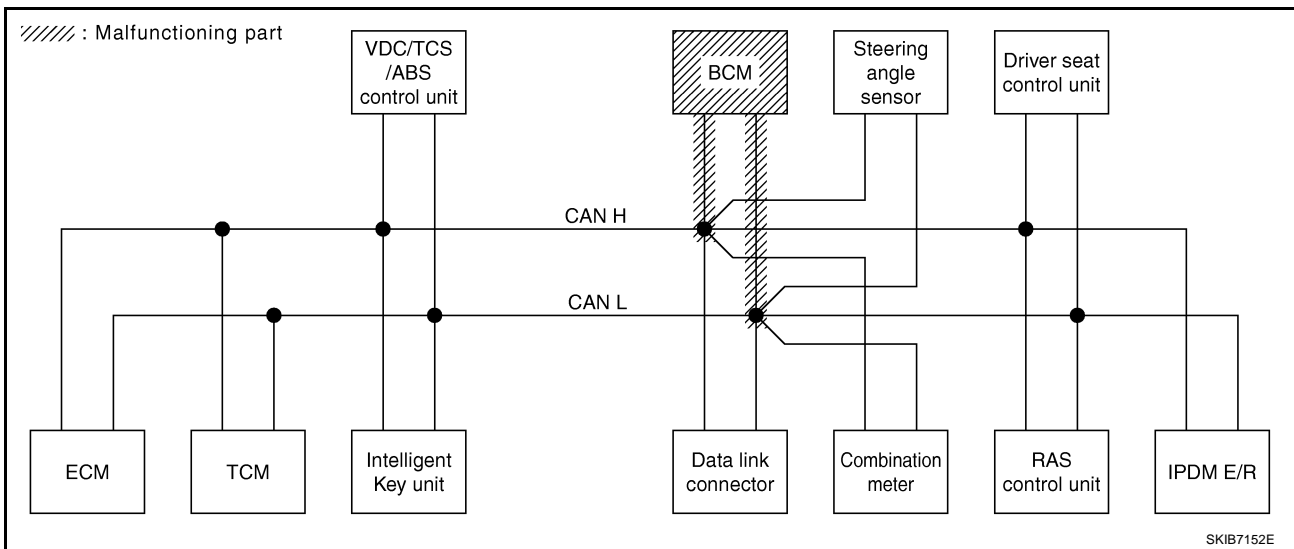 : Malfunctioning part
VDC/TCS
/ABS
control unit
BCM
Steering
angle
sensor
Driver seat
control unit
CAN H
CAN L
ECM
TCM
Intelligent
Key unit
Data link
connector
Combination
meter
RAS
control unit
IPDM E/R
SKIB7152E